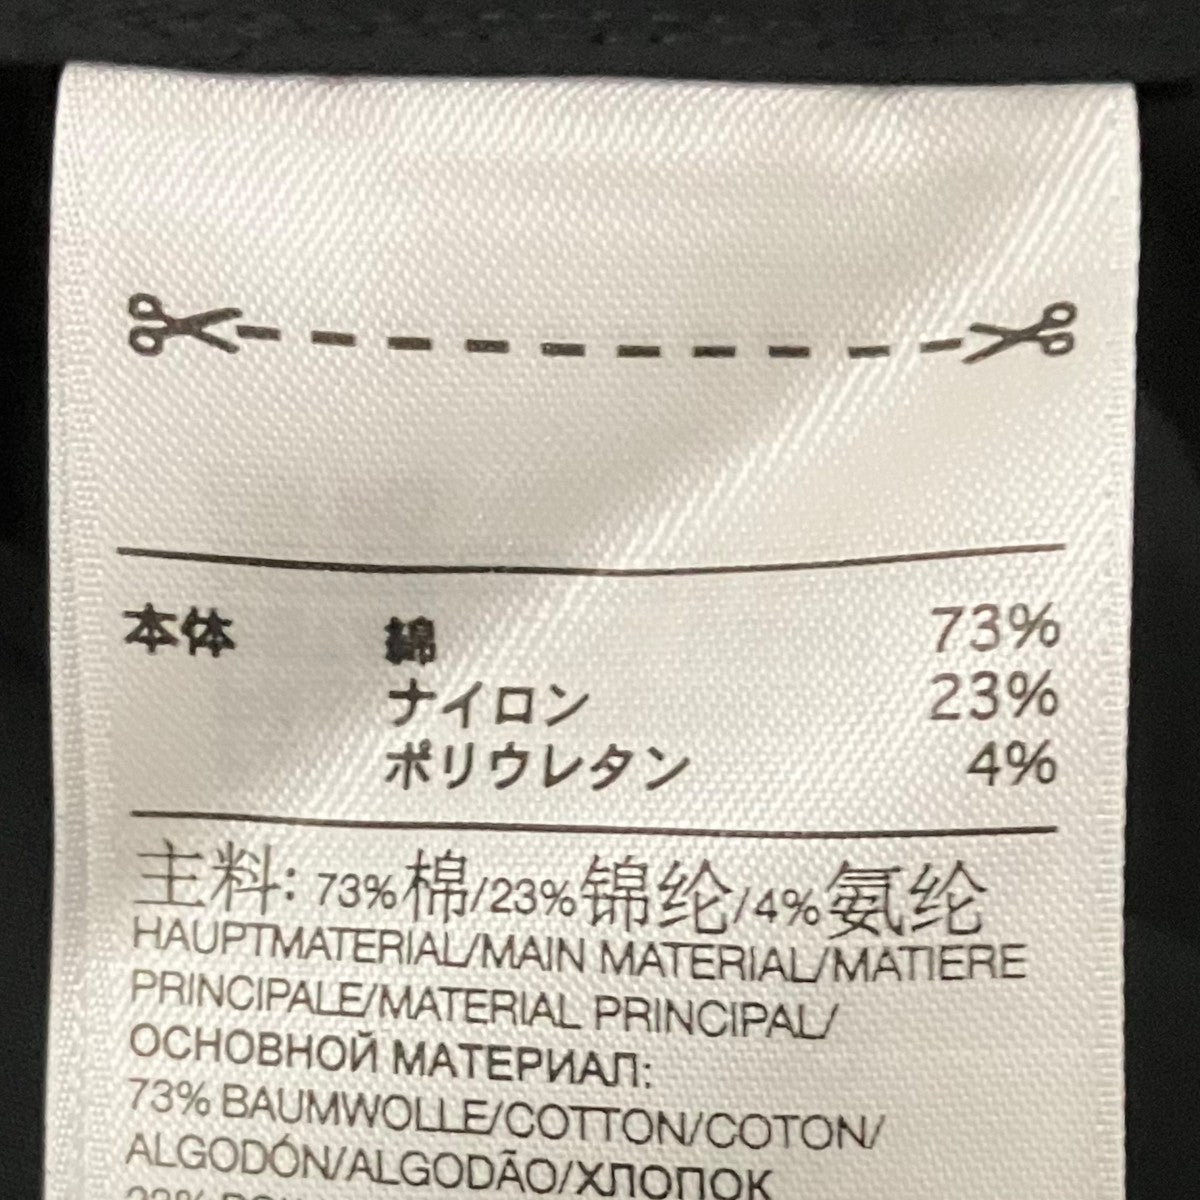 本体 綿 73%
ナイロン 23%
ポリウレタン 4%
主料: 73%棉/23%锦纶/4%氨纶
HAUPTMATERIAL/MAIN MATERIAL/MATIERE
PRINCIPALE/MATERIAL PRINCIPAL/
ОСНОВНОЙ МАТЕРИАЛ:
73% BAUMWOLLE/COTTON/COTON/
ALGODÓN/ALGODÃO/ХЛОПОК